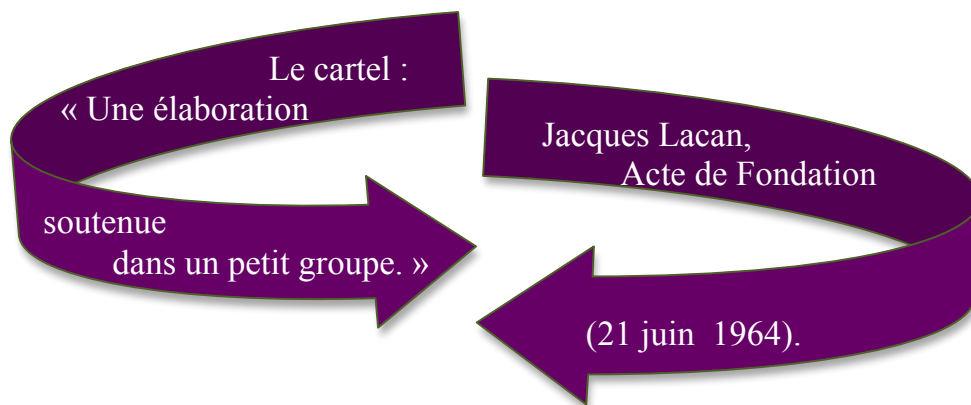 Le cartel :
« Une élaboration
soutenue
dans un petit groupe. »
Jacques Lacan,
Acte de Fondation
(21 juin  1964).